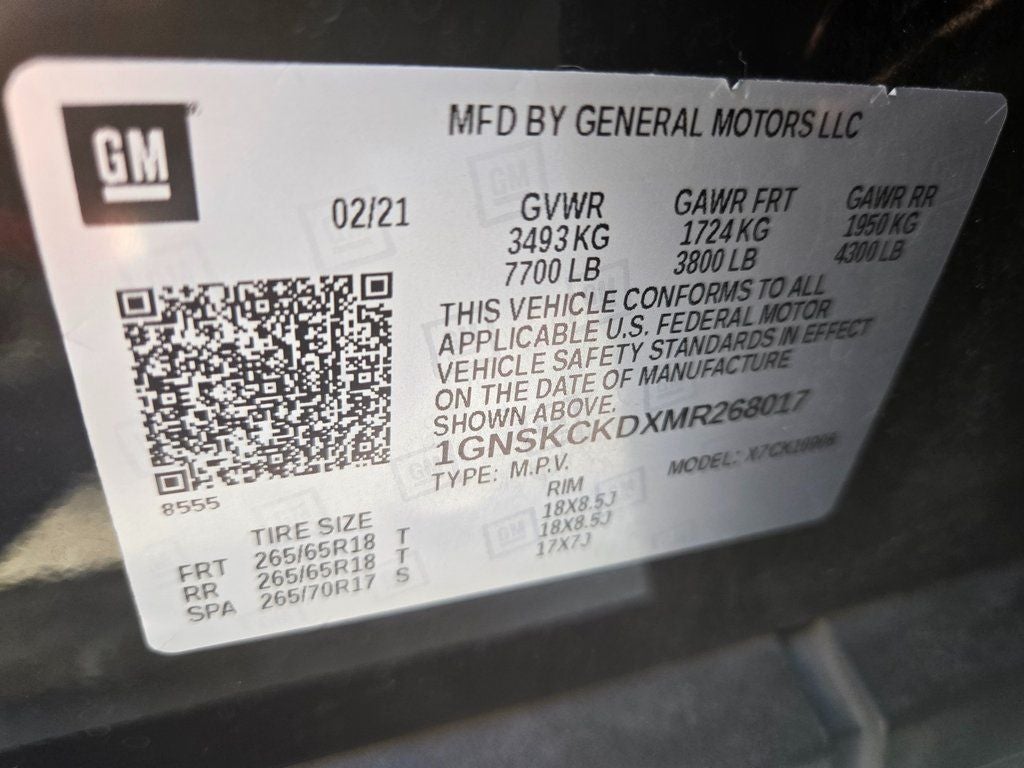 GM
MFD BY GENERAL MOTORS LLC
02/21
GVWR GAWR FRT GAWR RR
3493 KG 1724 KG 1950 KG
7700 LB 3800 LB 4300 LB
THIS VEHICLE CONFORMS TO ALL
APPLICABLE U.S. FEDERAL MOTOR
VEHICLE SAFETY STANDARDS IN EFFECT
ON THE DATE OF MANUFACTURE
SHOWN ABOVE.
1GNSKCKDXMR268017
TYPE: M.P.V. MODEL:
8555
TIRE SIZE RIM
FRT 265/65R18 T 18X8.5J
RR 265/65R18 T 18X8.5J
SPA 265/70R17 S 17X7J